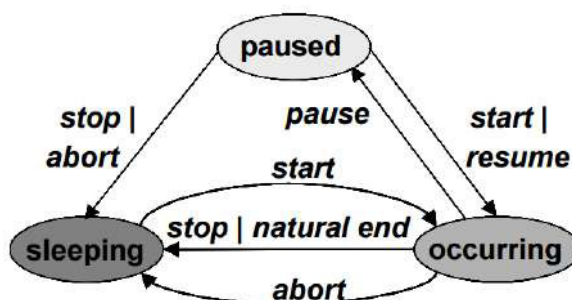 paused
stop |
abort
pause
start |
resume
start
stop | natural end
sleeping
occurring
abort